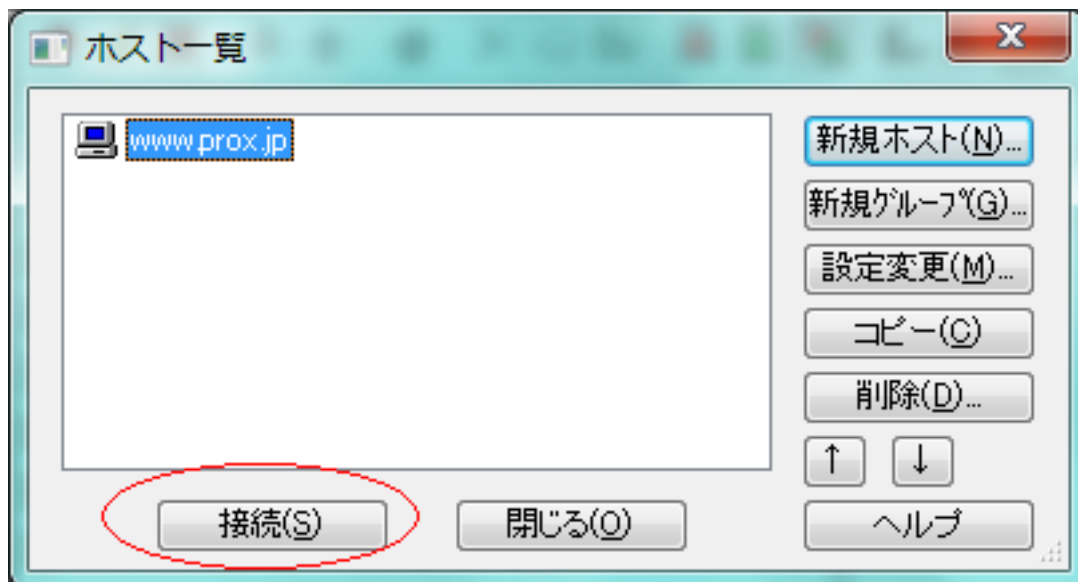 ホスト一覧
www.prox.jp
新規ホスト(N)...
新規ｸﾞﾙｰﾌﾟ(G)...
設定変更(M)...
コピー(C)
削除(D)...
↑ ↓
接続(S) 閉じる(O) ヘルプ